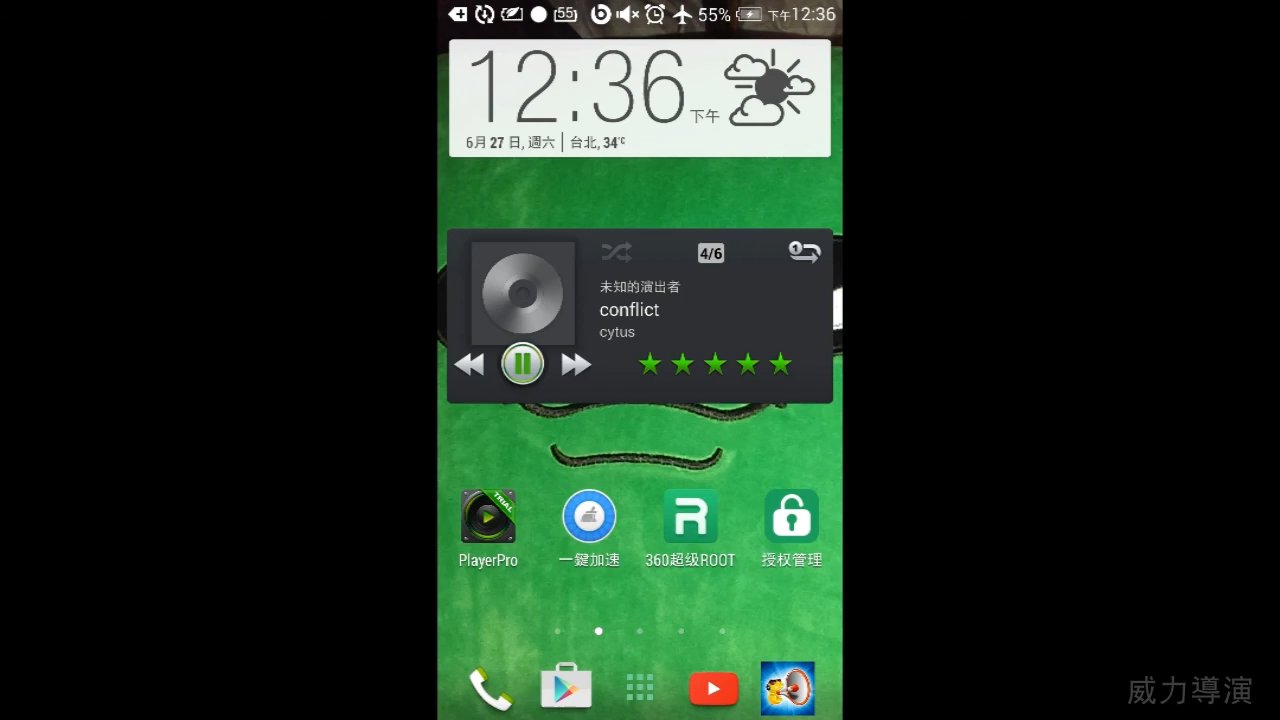 55 55% 下午12:36
12:36 下午
6月 27 日, 週六 | 台北, 34°C
4/6 1
未知的演出者
conflict
cytus
TRIAL
PlayerPro 一鍵加速 360超级ROOT 授权管理
威力導演